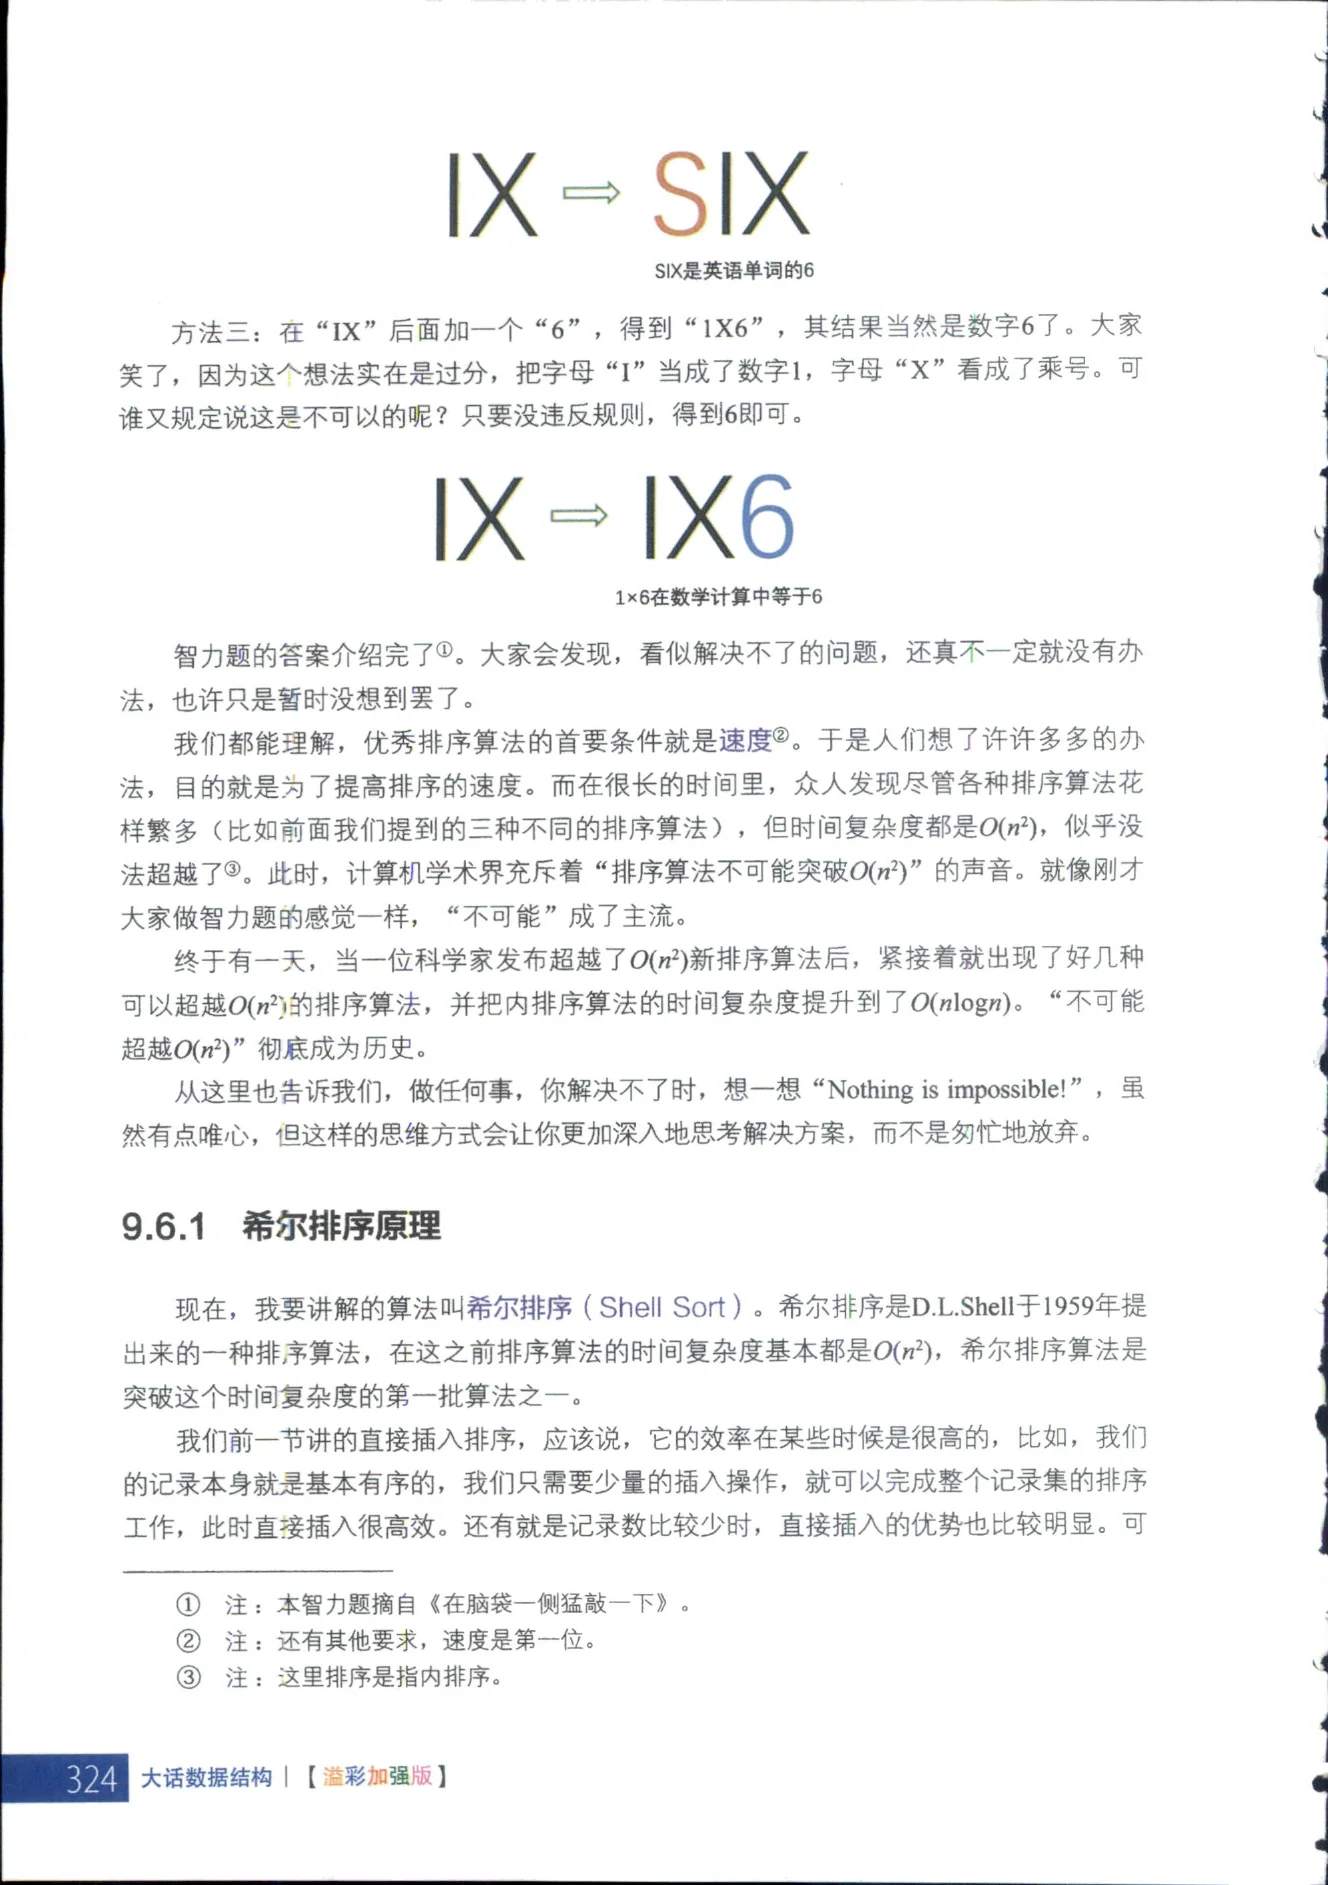 IX ⇨ SIX
SIX是英语单词的6
方法三：在“IX”后面加一个“6”，得到“1X6”，其结果当然是数字6了。大家
笑了，因为这个想法实在是过分，把字母“I”当成了数字1，字母“X”看成了乘号。可
谁又规定说这是不可以的呢？只要没违反规则，得到6即可。
IX ⇨ IX6
1×6在数学计算中等于6
智力题的答案介绍完了①。大家会发现，看似解决不了的问题，还真不一定就没有办
法，也许只是暂时没想到罢了。
我们都能理解，优秀排序算法的首要条件就是速度②。于是人们想了许许多多的办
法，目的就是为了提高排序的速度。而在很长的时间里，众人发现尽管各种排序算法花
样繁多（比如前面我们提到的三种不同的排序算法），但时间复杂度都是O(n²)，似乎没
法超越了③。此时，计算机学术界充斥着“排序算法不可能突破O(n²)”的声音。就像刚才
大家做智力题的感觉一样，“不可能”成了主流。
终于有一天，当一位科学家发布超越了O(n²)新排序算法后，紧接着就出现了好几种
可以超越O(n²)的排序算法，并把内排序算法的时间复杂度提升到了O(nlogn)。“不可能
超越O(n²)”彻底成为历史。
从这里也告诉我们，做任何事，你解决不了时，想一想“Nothing is impossible!”，虽
然有点唯心，但这样的思维方式会让你更加深入地思考解决方案，而不是匆忙地放弃。
9.6.1 希尔排序原理
现在，我要讲解的算法叫希尔排序（Shell Sort）。希尔排序是D.L.Shell于1959年提
出来的一种排序算法，在这之前排序算法的时间复杂度基本都是O(n²)，希尔排序算法是
突破这个时间复杂度的第一批算法之一。
我们前一节讲的直接插入排序，应该说，它的效率在某些时候是很高的，比如，我们
的记录本身就是基本有序的，我们只需要少量的插入操作，就可以完成整个记录集的排序
工作，此时直接插入很高效。还有就是记录数比较少时，直接插入的优势也比较明显。可
① 注：本智力题摘自《在脑袋一侧猛敲一下》。
② 注：还有其他要求，速度是第一位。
③ 注：这里排序是指内排序。
324 大话数据结构 | 【溢彩加强版】